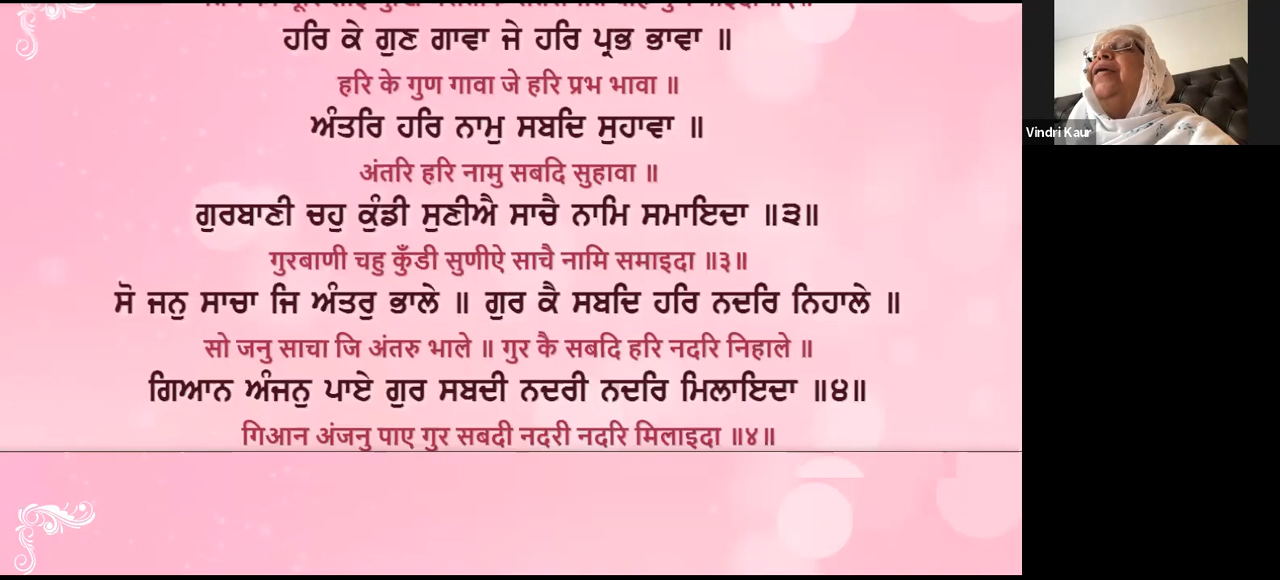 ਹਰਿ ਕੇ ਗੁਣ ਗਾਵਾ ਜੇ ਹਰਿ ਪ੍ਰਭ ਭਾਵਾ ॥
हरि के गुण गावा जे हरि प्रभ भावा ॥
ਅੰਤਰਿ ਹਰਿ ਨਾਮੁ ਸਬਦਿ ਸੁਹਾਵਾ ॥
अंतरि हरि नामु सबदि सुहावा ॥
ਗੁਰਬਾਣੀ ਚਹੁ ਕੁੰਡੀ ਸੁਣੀਐ ਸਾਚੈ ਨਾਮਿ ਸਮਾਇਦਾ ॥੩॥
गुरबाणी चहु कुँडी सुणीऐ साचै नामि समाइदा ॥३॥
ਸੋ ਜਨੁ ਸਾਚਾ ਜਿ ਅੰਤਰੁ ਭਾਲੇ ॥ ਗੁਰ ਕੈ ਸਬਦਿ ਹਰਿ ਨਦਰਿ ਨਿਹਾਲੇ ॥
सो जनु साचा जि अंतरु भाले ॥ गुर कै सबदि हरि नदरि निहाले ॥
ਗਿਆਨ ਅੰਜਨੁ ਪਾਏ ਗੁਰ ਸਬਦੀ ਨਦਰੀ ਨਦਰਿ ਮਿਲਾਇਦਾ ॥੪॥
गिआन अंजनु पाए गुर सबदी नदरी नदरि मिलाइदा ॥४॥
Vindri Kaur